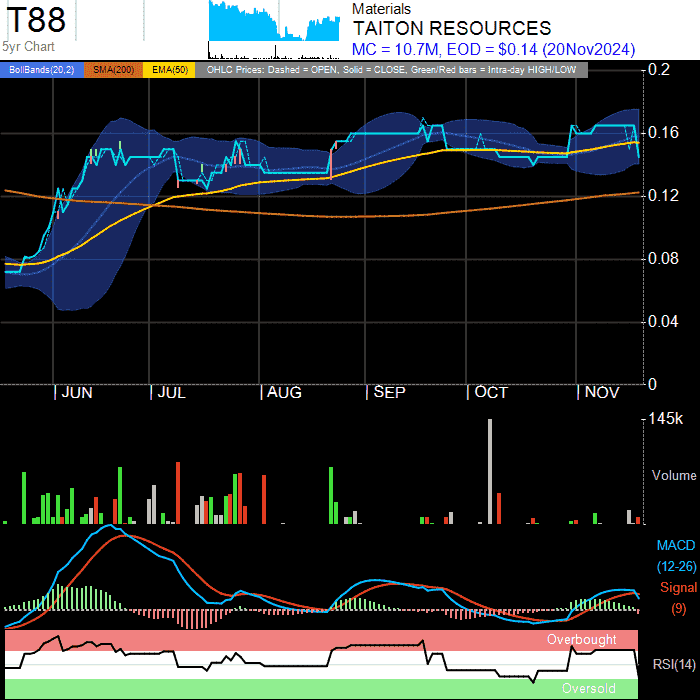 T88
5yr Chart
Materials
TAITON RESOURCES
MC = 10.7M, EOD = $0.14 (20Nov2024)
BollBands(20,2) SMA(200) EMA(50) OHLC Prices: Dashed = OPEN, Solid = CLOSE, Green/Red bars = Intra-day HIGH/LOW
0.2
0.16
0.12
0.08
0.04
0
| JUN | JUL | AUG | SEP | OCT | NOV
145k
Volume
MACD
(12-26)
Signal
(9)
Overbought
RSI(14)
Oversold